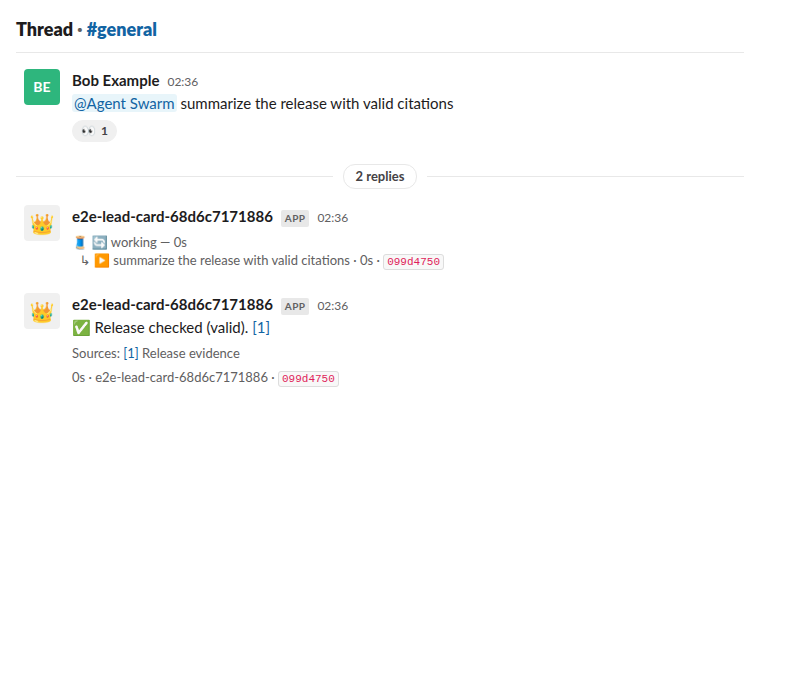 Thread • #general
BE
Bob Example 02:36
@Agent Swarm summarize the release with valid citations
👀 1
2 replies
e2e-lead-card-68d6c7171886 APP 02:36
🧵 🔄 working — 0s
↳ ▶️ summarize the release with valid citations · 0s · 099d4750
e2e-lead-card-68d6c7171886 APP 02:36
✅ Release checked (valid). [1]
Sources: [1] Release evidence
0s · e2e-lead-card-68d6c7171886 · 099d4750